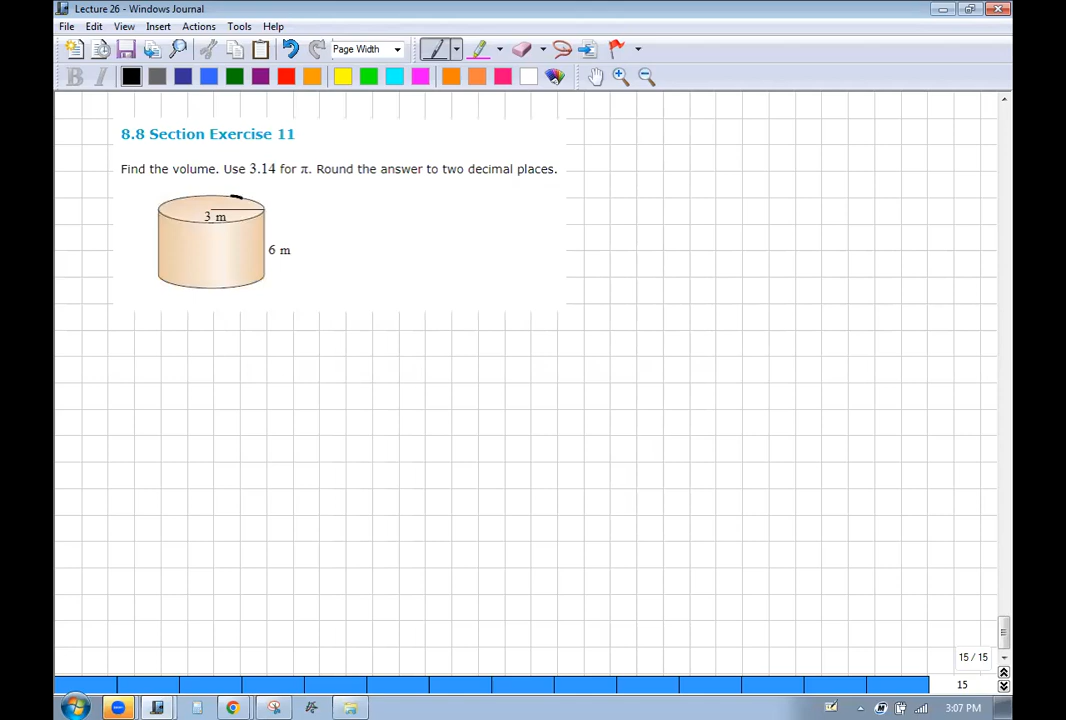 Lecture 26 - Windows Journal
File Edit View Insert Actions Tools Help
Page Width
B I
8.8 Section Exercise 11
Find the volume. Use 3.14 for π. Round the answer to two decimal places.
3 m
6 m
15 / 15
15
3:07 PM